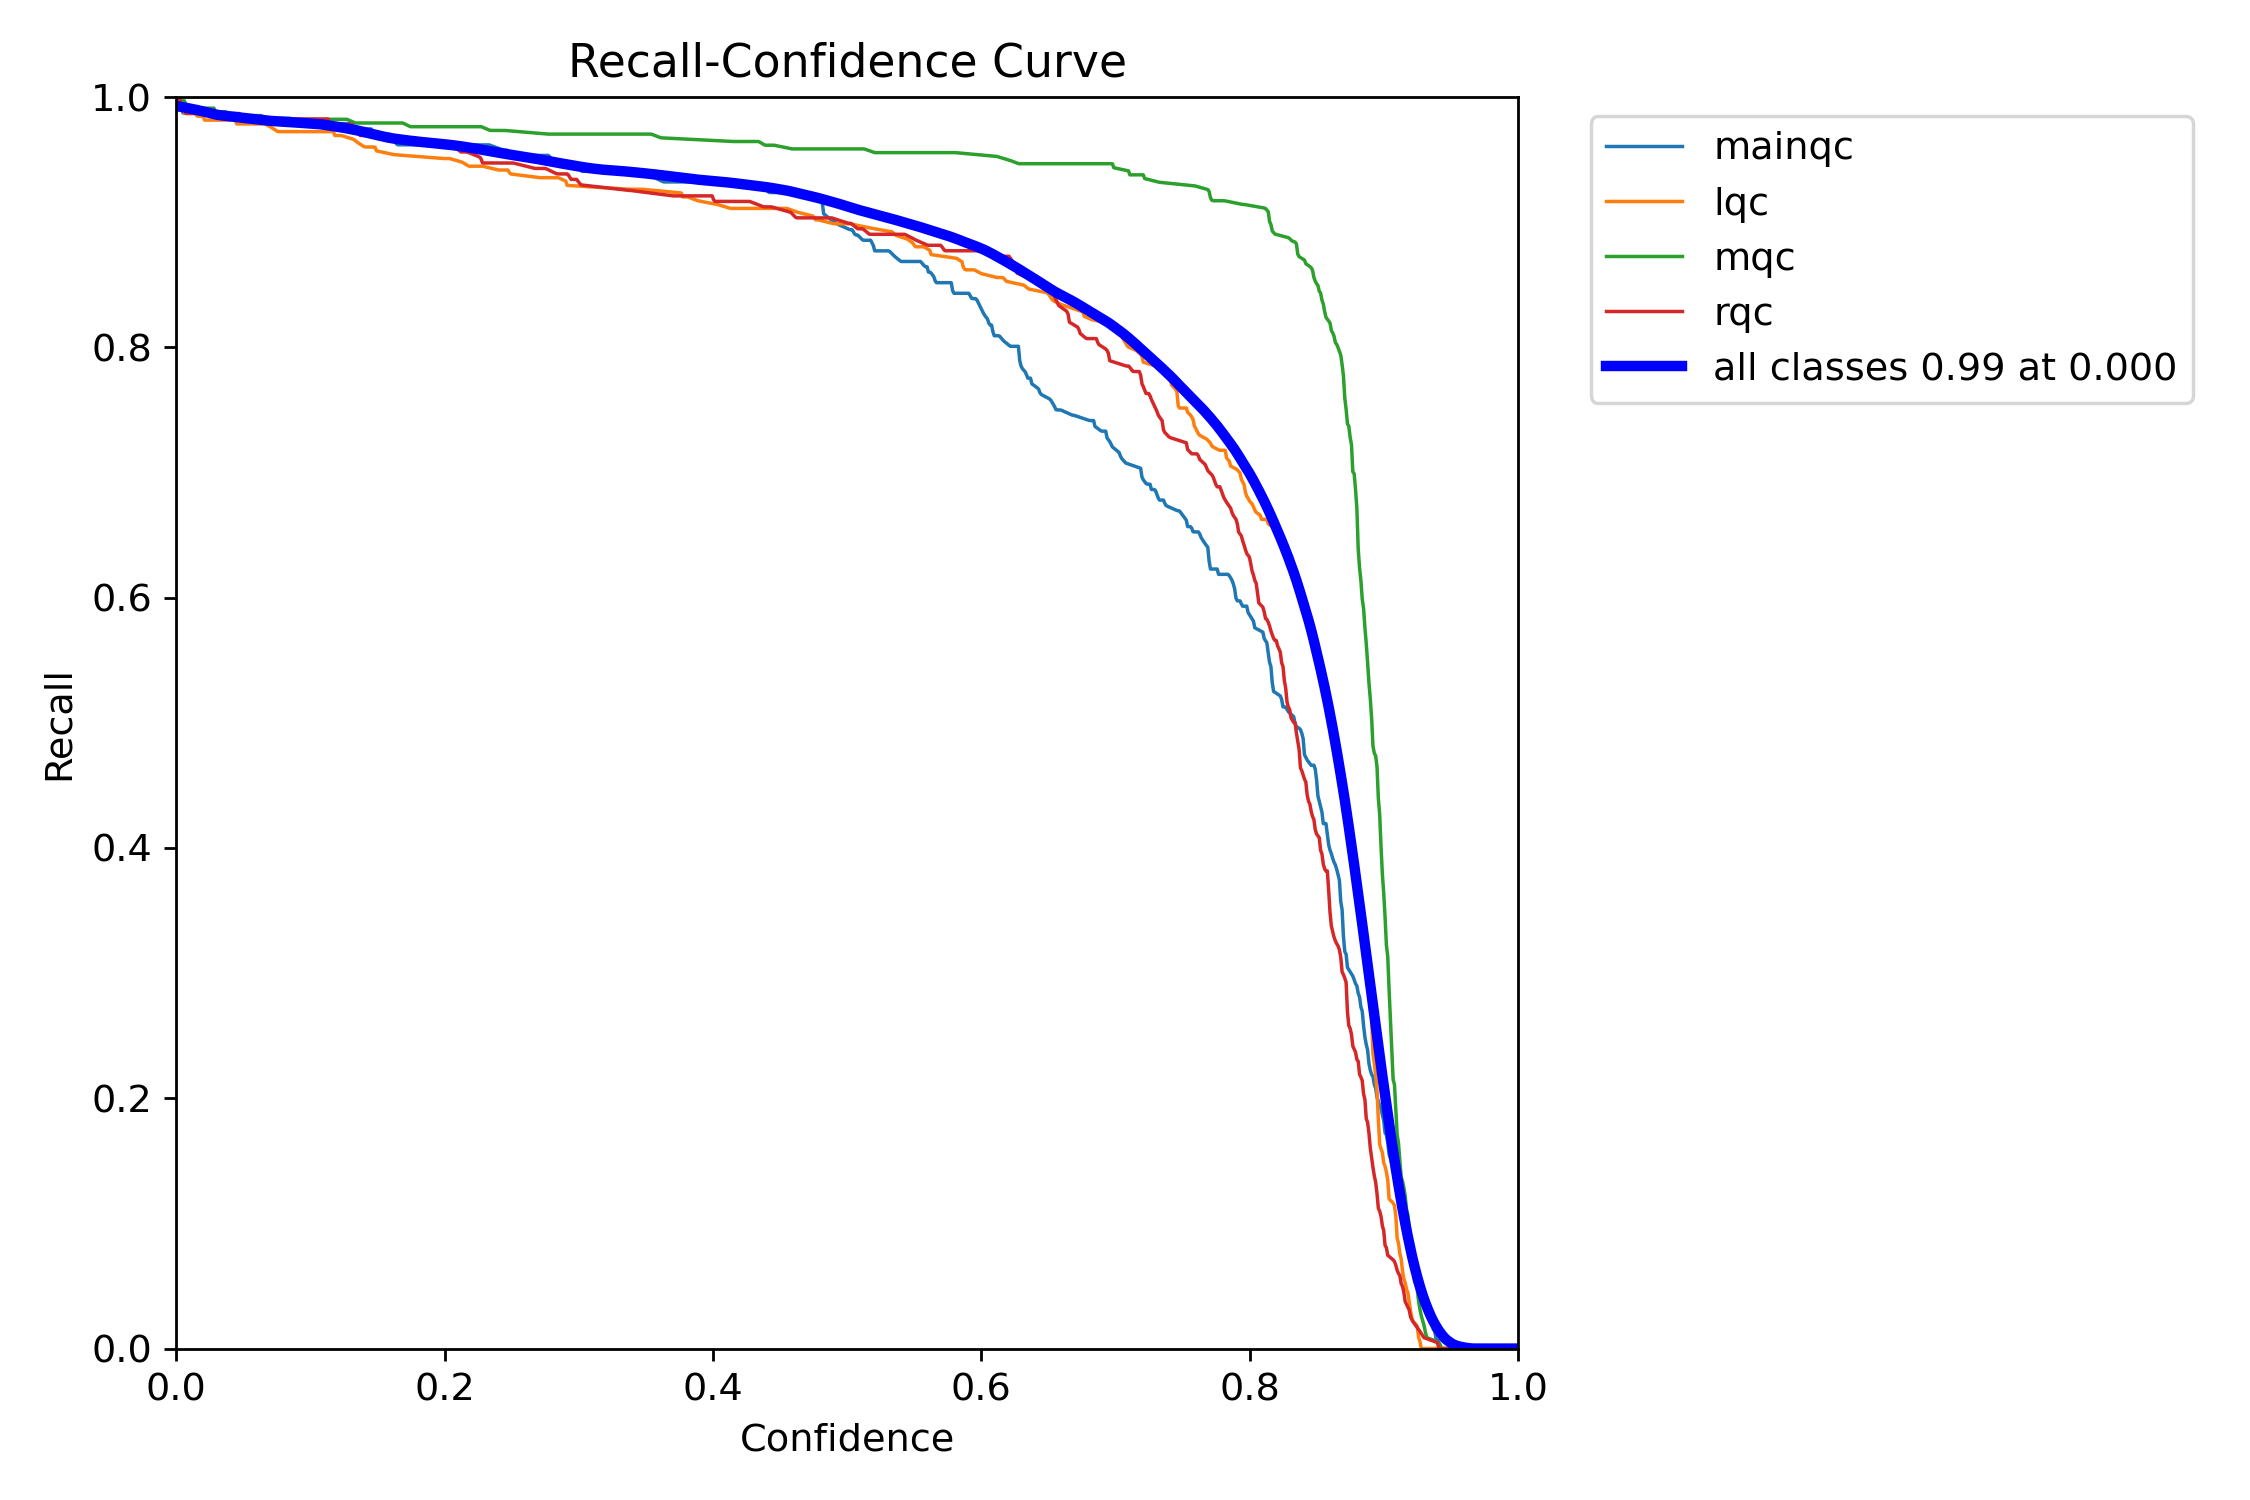 Recall-Confidence Curve
1.0
0.8
0.6
0.4
0.2
0.0
Recall
0.0 0.2 0.4 0.6 0.8 1.0
Confidence
mainqc
lqc
mqc
rqc
all classes 0.99 at 0.000